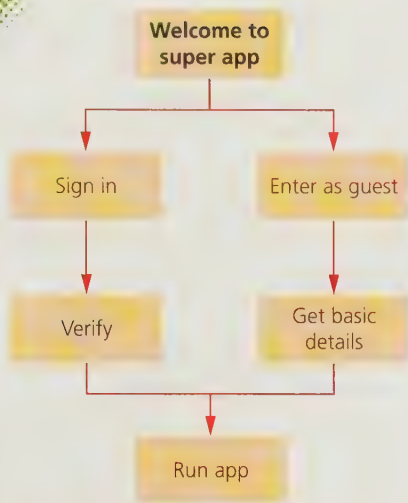 Welcome to
super app
Sign in
Enter as guest
Verify
Get basic
details
Run app